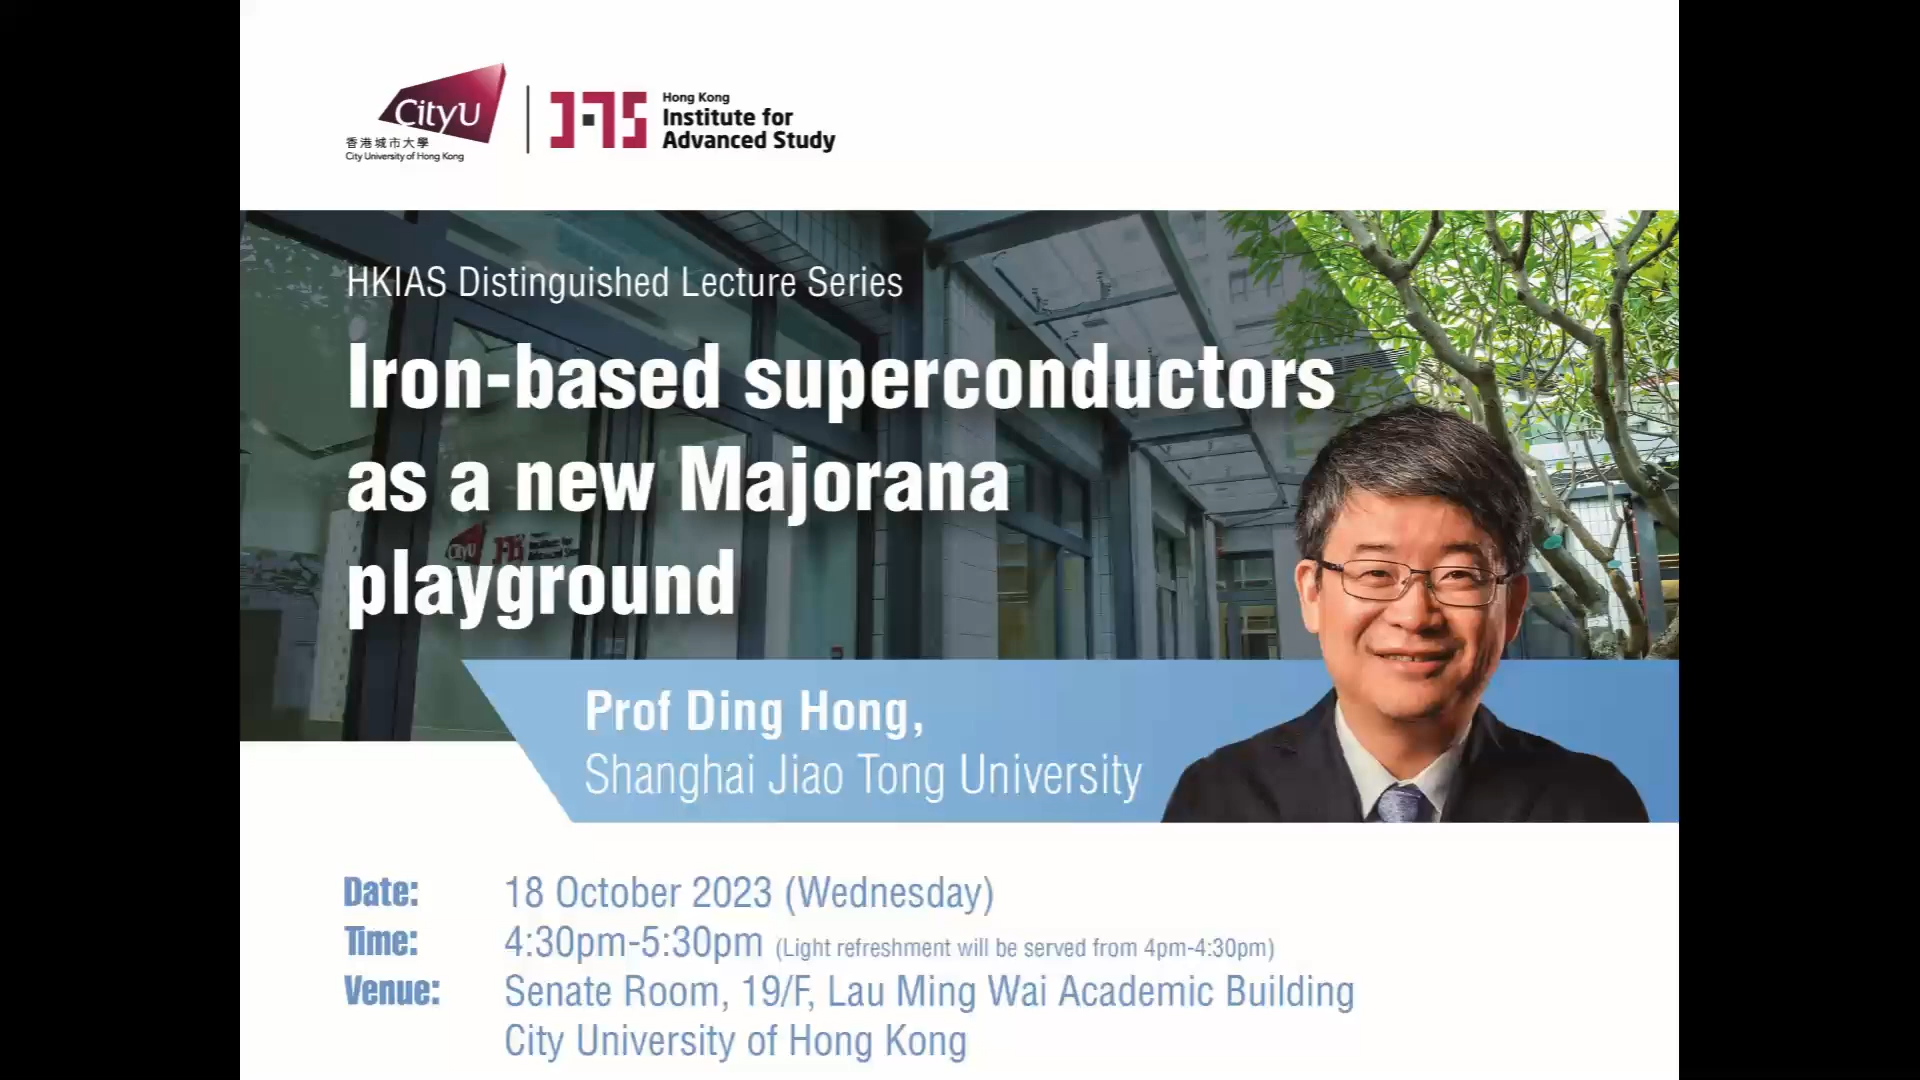 CityU
香港城市大學
City University of Hong Kong
Hong Kong
Institute for
Advanced Study
HKIAS Distinguished Lecture Series
Iron-based superconductors
as a new Majorana
playground
CityU
Prof Ding Hong,
Shanghai Jiao Tong University
Date: 18 October 2023 (Wednesday)
Time: 4:30pm-5:30pm (Light refreshment will be served from 4pm-4:30pm)
Venue: Senate Room, 19/F, Lau Ming Wai Academic Building
City University of Hong Kong